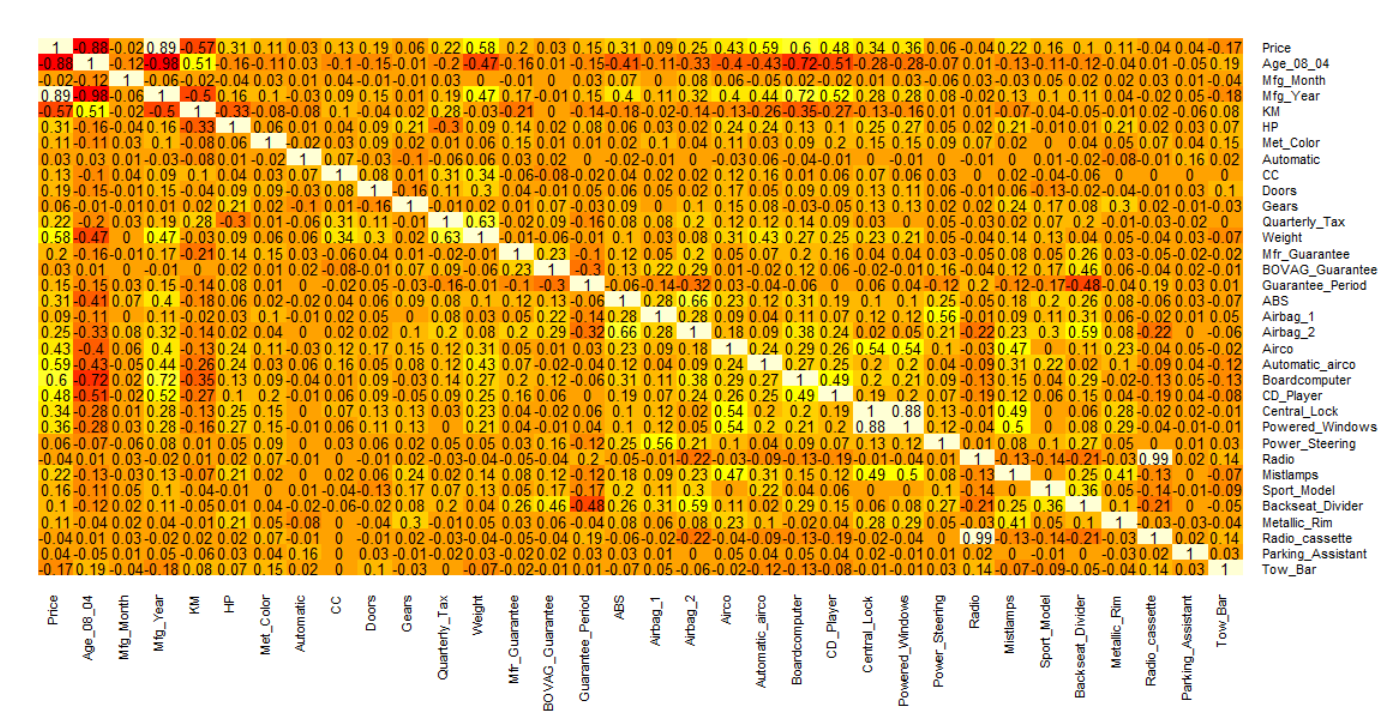 1 -0.88 -0.02 0.89 -0.57 0.31 0.11 0.03 0.13 0.19 0.06 0.22 0.58 0.2 0.03 0.15 0.31 0.09 0.25 0.43 0.59 0.6 0.48 0.34 0.36 0.06 -0.04 0.22 0.16 0.1 0.11 -0.04 0.04 -0.17 Price
-0.88 1 -0.12 -0.98 0.51 -0.16 -0.11 0.03 -0.1 -0.15 -0.01 -0.2 -0.47 -0.16 0.01 -0.15 -0.41 -0.11 -0.33 -0.4 -0.43 -0.72 -0.51 -0.28 -0.28 -0.07 0.01 -0.13 -0.11 -0.12 -0.04 0.01 -0.05 0.19 Age_08_04
-0.02 -0.12 1 -0.06 -0.02 -0.04 0.03 0.01 0.04 -0.01 -0.01 0.03 0 -0.01 0 0.03 0.07 0 0.08 0.06 -0.05 0.02 -0.02 0.01 0.03 -0.06 0.03 -0.03 0.05 0.02 0.02 0.03 0.01 -0.04 Mfg_Month
0.89 -0.98 -0.06 1 -0.5 0.16 0.1 -0.03 0.09 0.15 0.01 0.19 0.47 0.17 -0.01 0.15 0.4 0.11 0.32 0.4 0.44 0.72 0.52 0.28 0.28 0.08 -0.02 0.13 0.1 0.11 0.04 -0.02 0.05 -0.18 Mfg_Year
-0.57 0.51 -0.02 -0.5 1 -0.33 -0.08 -0.08 0.1 -0.04 0.02 0.28 -0.03 -0.21 0 -0.14 -0.18 -0.02 -0.14 -0.13 -0.26 -0.35 -0.27 -0.13 -0.16 0.01 0.01 -0.07 -0.04 -0.05 -0.01 0.02 -0.06 0.08 KM
0.31 -0.16 -0.04 0.16 -0.33 1 0.06 0.01 0.04 0.09 0.21 -0.3 0.09 0.14 0.02 0.08 0.06 0.03 0.02 0.24 0.24 0.13 0.1 0.25 0.27 0.05 0.02 0.21 -0.01 0.01 0.21 0.02 0.03 0.07 HP
0.11 -0.11 0.03 0.1 -0.08 0.06 1 -0.02 0.03 0.09 0.02 0.01 0.06 0.15 0.01 0.01 0.02 0.1 0.04 0.11 0.03 0.09 0.2 0.15 0.15 0.09 0.07 0.02 0 0.04 0.05 0.07 0.04 0.15 Met_Color
0.03 0.03 0.01 -0.03 -0.08 0.01 -0.02 1 0.07 -0.03 -0.1 -0.06 0.06 0.03 0.02 0 -0.02 -0.01 0 -0.03 0.06 -0.04 -0.01 0 -0.01 0 -0.01 0 0.01 -0.02 -0.08 -0.01 0.16 0.02 Automatic
0.13 -0.1 0.04 0.09 0.1 0.04 0.03 0.07 1 0.08 0.01 0.31 0.34 -0.06 -0.08 -0.02 0.04 0.02 0.02 0.12 0.16 0.01 0.06 0.07 0.06 0.03 0 0.02 -0.04 -0.06 0 0 0 0 CC
0.19 -0.15 -0.01 0.15 -0.04 0.09 0.09 -0.03 0.08 1 -0.16 0.11 0.3 0.04 -0.01 0.05 0.06 0.05 0.02 0.17 0.05 0.09 0.09 0.13 0.11 0.06 -0.01 0.06 -0.13 -0.02 -0.04 -0.01 0.03 0.1 Doors
0.06 -0.01 -0.01 0.01 0.02 0.21 0.02 -0.1 0.01 -0.16 1 -0.01 0.02 0.01 0.07 -0.03 0.09 0 0.1 0.15 0.08 -0.03 -0.05 0.13 0.13 0.02 0.02 0.24 0.17 0.08 0.3 0.02 -0.01 -0.03 Gears
0.22 -0.2 0.03 0.19 0.28 -0.3 0.01 -0.06 0.31 0.11 -0.01 1 0.63 -0.02 0.09 -0.16 0.08 0.08 0.2 0.12 0.12 0.14 0.09 0.03 0 0.05 -0.03 0.02 0.07 0.2 -0.01 -0.03 -0.02 0 Quarterly_Tax
0.58 -0.47 0 0.47 -0.03 0.09 0.06 0.06 0.34 0.3 0.02 0.63 1 -0.01 -0.06 -0.01 0.1 0.03 0.08 0.31 0.43 0.27 0.25 0.23 0.21 0.05 -0.04 0.14 0.13 0.04 0.05 -0.04 0.03 -0.07 Weight
0.2 -0.16 -0.01 0.17 -0.21 0.14 0.15 0.03 -0.06 0.04 0.01 -0.02 -0.01 1 0.23 -0.1 0.12 0.05 0.2 0.05 0.07 0.2 0.16 0.04 0.04 0.03 -0.05 0.08 0.05 0.26 0.03 -0.05 -0.02 -0.02 Mfr_Guarantee
0.03 0.01 0 -0.01 0 0.02 0.01 0.02 -0.08 -0.01 0.07 0.09 -0.06 0.23 1 -0.3 0.13 0.22 0.29 0.01 -0.02 0.12 0.06 -0.02 -0.01 0.16 -0.04 0.12 0.17 0.46 0.06 -0.04 0.02 -0.01 BOVAG_Guarantee
0.15 -0.15 0.03 0.15 -0.14 0.08 0.01 0 -0.02 0.05 -0.03 -0.16 -0.01 -0.1 -0.3 1 -0.06 -0.14 -0.32 0.03 -0.04 -0.06 0 0.06 0.04 -0.12 0.2 -0.12 -0.17 -0.48 -0.04 0.19 0.03 0.01 Guarantee_Period
0.31 -0.41 0.07 0.4 -0.18 0.06 0.02 -0.02 0.04 0.06 0.09 0.08 0.1 0.12 0.13 -0.06 1 0.28 0.66 0.23 0.12 0.31 0.19 0.1 0.1 0.25 -0.05 0.18 0.2 0.26 0.08 -0.06 0.03 -0.07 ABS
0.09 -0.11 0 0.11 -0.02 0.03 0.1 -0.01 0.02 0.05 0 0.08 0.03 0.05 0.22 -0.14 0.28 1 0.28 0.09 0.04 0.11 0.07 0.12 0.12 0.56 -0.01 0.09 0.11 0.31 0.06 -0.02 0.01 0.05 Airbag_1
0.25 -0.33 0.08 0.32 -0.14 0.02 0.04 0 0.02 0.02 0.1 0.2 0.08 0.2 0.29 -0.32 0.66 0.28 1 0.18 0.09 0.38 0.24 0.02 0.05 0.21 -0.22 0.23 0.3 0.59 0.08 -0.22 0 -0.06 Airbag_2
0.43 -0.4 0.06 0.4 -0.13 0.24 0.11 -0.03 0.12 0.17 0.15 0.12 0.31 0.05 0.01 0.03 0.23 0.09 0.18 1 0.24 0.29 0.26 0.54 0.54 0.1 -0.03 0.47 0 0.11 0.23 -0.04 0.05 -0.02 Airco
0.59 -0.43 -0.05 0.44 -0.26 0.24 0.03 0.06 0.16 0.05 0.08 0.12 0.43 0.07 -0.02 -0.04 0.12 0.04 0.09 0.24 1 0.27 0.25 0.2 0.2 0.04 -0.09 0.31 0.22 0.02 0.1 -0.09 0.04 -0.12 Automatic_airco
0.6 -0.72 0.02 0.72 -0.35 0.13 0.09 -0.04 0.01 0.09 -0.03 0.14 0.27 0.2 0.12 -0.06 0.31 0.11 0.38 0.29 0.27 1 0.49 0.2 0.21 0.09 -0.13 0.15 0.04 0.29 -0.02 -0.13 0.05 -0.13 Boardcomputer
0.48 -0.51 -0.02 0.52 -0.27 0.1 0.2 -0.01 0.06 0.09 -0.05 0.09 0.25 0.16 0.06 0 0.19 0.07 0.24 0.26 0.25 0.49 1 0.19 0.2 0.07 -0.19 0.12 0.06 0.15 0.04 -0.19 0.04 -0.08 CD_Player
0.34 -0.28 0.01 0.28 -0.13 0.25 0.15 0 0.07 0.13 0.13 0.03 0.23 0.04 -0.02 0.06 0.1 0.12 0.02 0.54 0.2 0.2 0.19 1 0.88 0.13 -0.01 0.49 0 0.06 0.28 -0.02 0.02 -0.01 Central_Lock
0.36 -0.28 0.03 0.28 -0.16 0.27 0.15 -0.01 0.06 0.11 0.13 0 0.21 0.04 -0.01 0.04 0.1 0.12 0.05 0.54 0.2 0.21 0.2 0.88 1 0.12 -0.04 0.5 0 0.08 0.29 -0.04 -0.01 -0.01 Powered_Windows
0.06 -0.07 -0.06 0.08 0.01 0.05 0.09 0 0.03 0.06 0.02 0.05 0.05 0.03 0.16 -0.12 0.25 0.56 0.21 0.1 0.04 0.09 0.07 0.13 0.12 1 0.01 0.08 0.1 0.27 0.05 0 0.01 0.03 Power_Steering
-0.04 0.01 0.03 -0.02 0.01 0.02 0.07 -0.01 0 -0.01 0.02 -0.03 -0.04 -0.05 -0.04 0.2 -0.05 -0.01 -0.22 -0.03 -0.09 -0.13 -0.19 -0.01 -0.04 0.01 1 -0.13 -0.14 -0.21 -0.03 0.99 0.02 0.14 Radio
0.22 -0.13 -0.03 0.13 -0.07 0.21 0.02 0 0.02 0.06 0.24 0.02 0.14 0.08 0.12 -0.12 0.18 0.09 0.23 0.47 0.31 0.15 0.12 0.49 0.5 0.08 -0.13 1 0 0.25 0.41 -0.13 0 -0.07 Mistlamps
0.16 -0.11 0.05 0.1 -0.04 -0.01 0 0.01 -0.04 -0.13 0.17 0.07 0.13 0.05 0.17 -0.17 0.2 0.11 0.3 0 0.22 0.04 0.06 0 0 0.1 -0.14 0 1 0.36 0.05 -0.14 -0.01 -0.09 Sport_Model
0.1 -0.12 0.02 0.11 -0.05 0.01 0.04 -0.02 -0.06 -0.02 0.08 0.2 0.04 0.26 0.46 -0.48 0.26 0.31 0.59 0.11 0.02 0.29 0.15 0.06 0.08 0.27 -0.21 0.25 0.36 1 0.1 -0.21 0 -0.05 Backseat_Divider
0.11 -0.04 0.02 0.04 -0.01 0.21 0.05 -0.08 0 -0.04 0.3 -0.01 0.05 0.03 0.06 -0.04 0.08 0.06 0.08 0.23 0.1 -0.02 0.04 0.28 0.29 0.05 -0.03 0.41 0.05 0.1 1 -0.03 -0.03 -0.04 Metallic_Rim
-0.04 0.01 0.03 -0.02 0.02 0.02 0.07 -0.01 0 -0.01 0.02 -0.03 -0.04 -0.05 -0.04 0.19 -0.06 -0.02 -0.22 -0.04 -0.09 -0.13 -0.19 -0.02 -0.04 0 0.99 -0.13 -0.14 -0.21 -0.03 1 0.02 0.14 Radio_cassette
0.04 -0.05 0.01 0.05 -0.06 0.03 0.04 0.16 0 0.03 -0.01 -0.02 0.03 -0.02 0.02 0.03 0.03 0.01 0 0.05 0.04 0.05 0.04 0.02 -0.01 0.01 0.02 0 -0.01 0 -0.03 0.02 1 0.03 Parking_Assistant
-0.17 0.19 -0.04 -0.18 0.08 0.07 0.15 0.02 0 0.1 -0.03 0 -0.07 -0.02 -0.01 0.01 -0.07 0.05 -0.06 -0.02 -0.12 -0.13 -0.08 -0.01 -0.01 0.03 0.14 -0.07 -0.09 -0.05 -0.04 0.14 0.03 1 Tow_Bar
Price
Age_08_04
Mfg_Month
Mfg_Year
KM
HP
Met_Color
Automatic
CC
Doors
Gears
Quarterly_Tax
Weight
Mfr_Guarantee
BOVAG_Guarantee
Guarantee_Period
ABS
Airbag_1
Airbag_2
Airco
Automatic_airco
Boardcomputer
CD_Player
Central_Lock
Powered_Windows
Power_Steering
Radio
Mistlamps
Sport_Model
Backseat_Divider
Metallic_Rim
Radio_cassette
Parking_Assistant
Tow_Bar